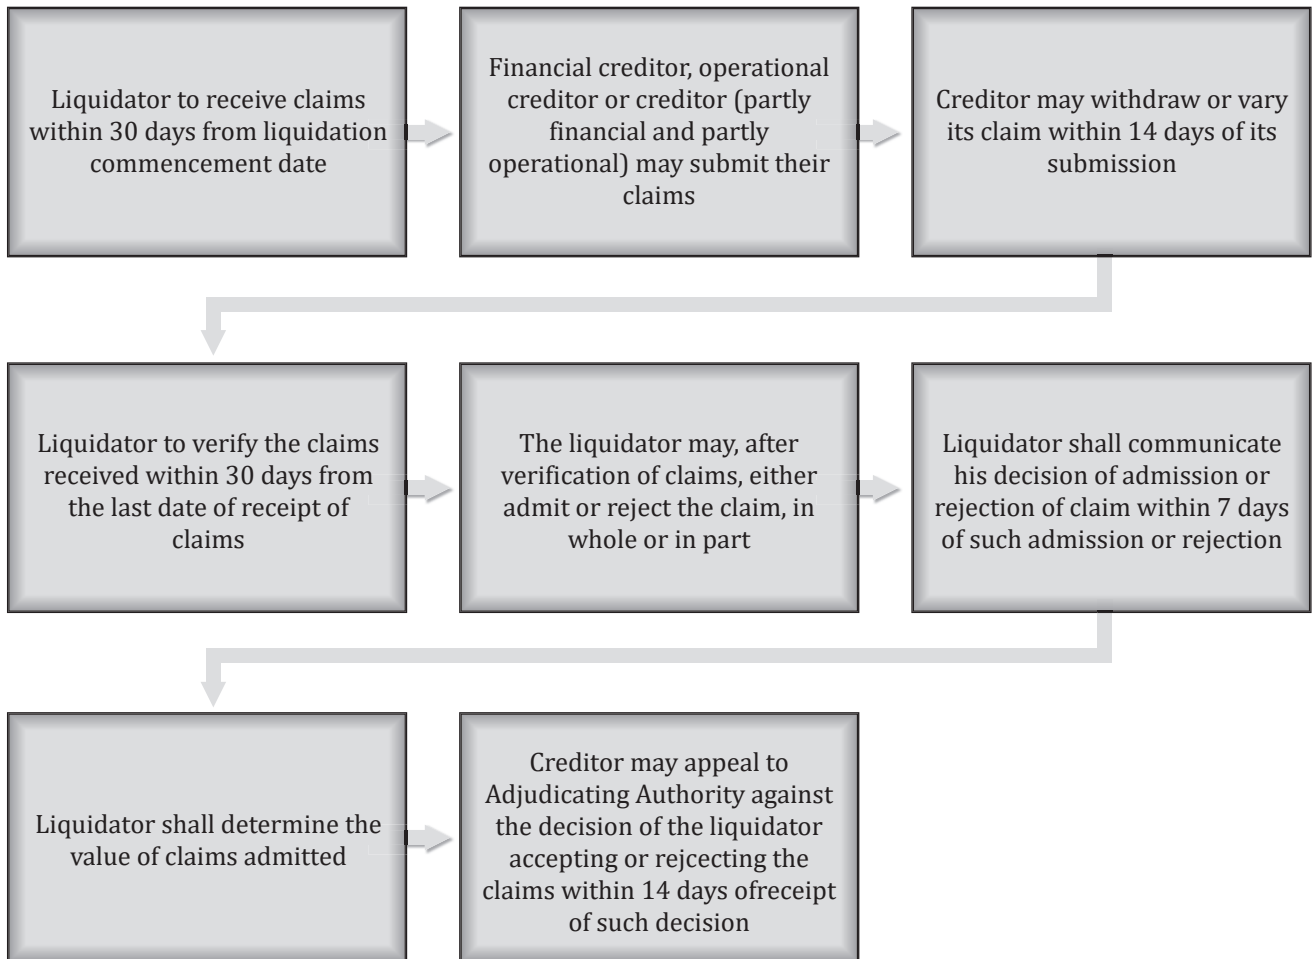 Liquidator to receive claims
within 30 days from liquidation
commencement date
Financial creditor, operational
creditor or creditor (partly
financial and partly
operational) may submit their
claims
Creditor may withdraw or vary
its claim within 14 days of its
submission
Liquidator to verify the claims
received within 30 days from
the last date of receipt of
claims
The liquidator may, after
verification of claims, either
admit or reject the claim, in
whole or in part
Liquidator shall communicate
his decision of admission or
rejection of claim within 7 days
of such admission or rejection
Liquidator shall determine the
value of claims admitted
Creditor may appeal to
Adjudicating Authority against
the decision of the liquidator
accepting or rejcecting the
claims within 14 days ofreceipt
of such decision